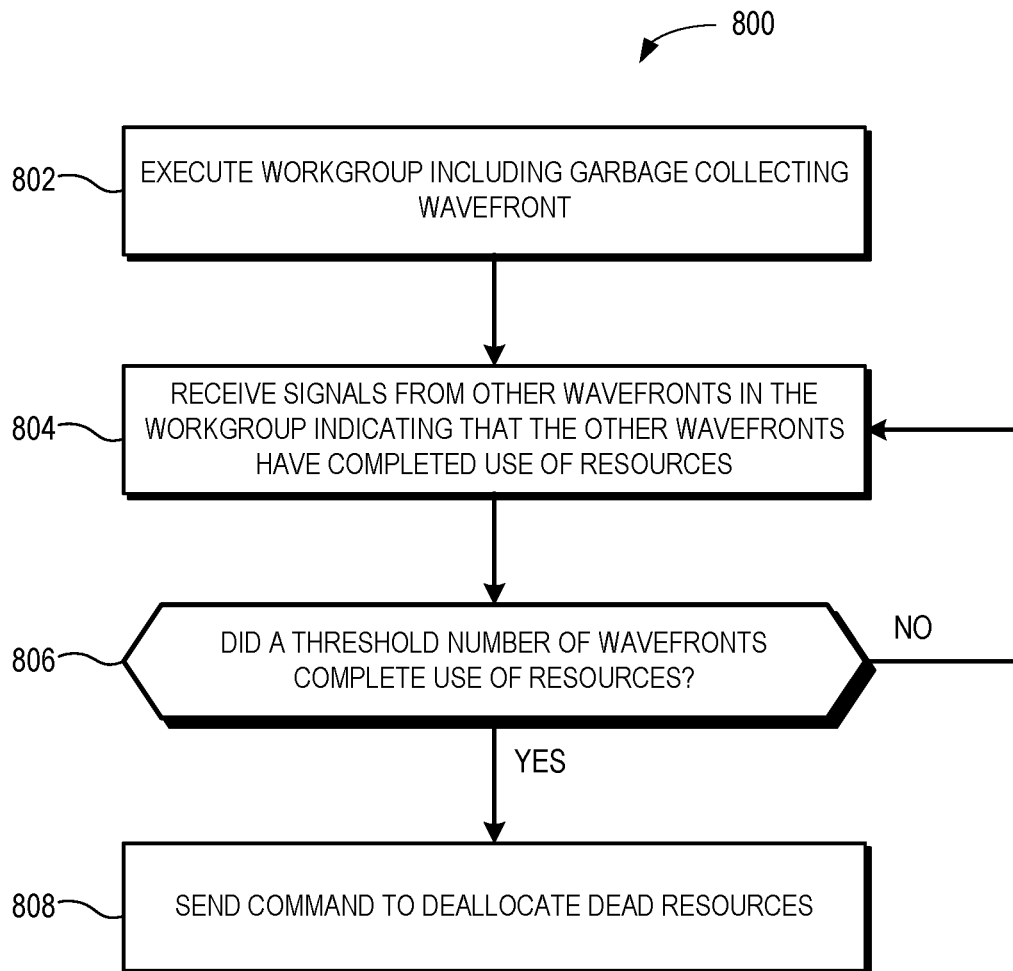 800
802
EXECUTE WORKGROUP INCLUDING GARBAGE COLLECTING
WAVEFRONT
804
RECEIVE SIGNALS FROM OTHER WAVEFRONTS IN THE
WORKGROUP INDICATING THAT THE OTHER WAVEFRONTS
HAVE COMPLETED USE OF RESOURCES
806
DID A THRESHOLD NUMBER OF WAVEFRONTS
COMPLETE USE OF RESOURCES?
NO
YES
808
SEND COMMAND TO DEALLOCATE DEAD RESOURCES